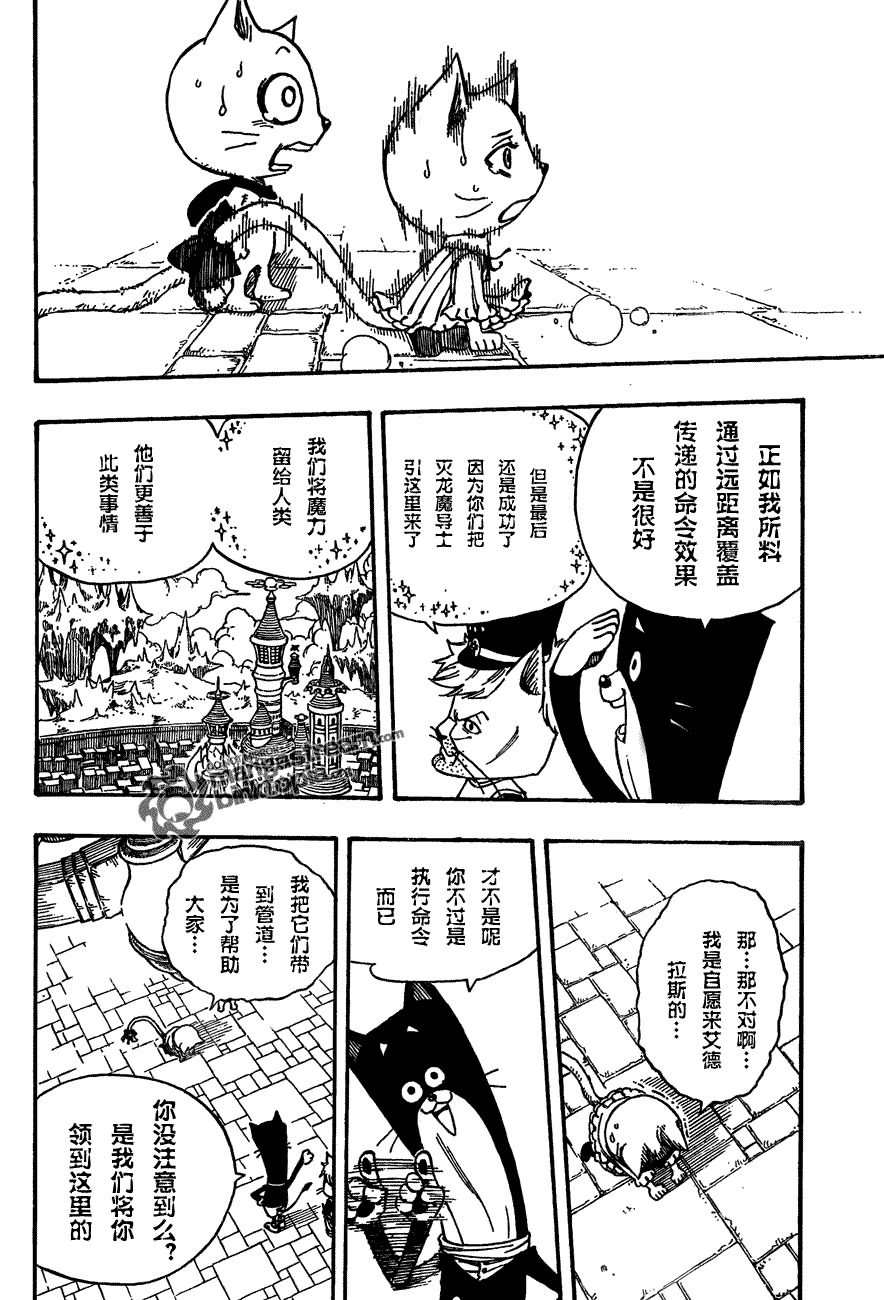 正如我所料
通过远距离覆盖
传递的命令效果
不是很好
但是最后
还是成功了
因为你们把
灭龙魔导士
引这里来了
我们将魔力
留给人类
他们更善于
此类事情
那…那不对啊…
我是自愿来艾德
拉斯的…
才不是呢
你不过是
执行命令
而已
我把它们带
到管道…
是为了帮助
大家…
你没注意到么?
是我们将你
领到这里的